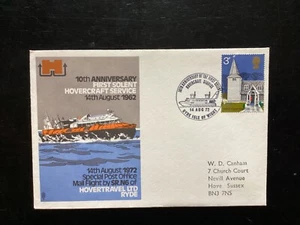 10th ANNIVERSARY
FIRST SOLENT
HOVERCRAFT SERVICE
14th August 1962
14th August 1972
Special Post Office
Mail Flight by SR.N6 of
HOVERTRAVEL LTD
RYDE
3p
14 AUG 72
RYDE ISLE OF WIGHT
W. D. Canham
7 Church Court
Nevill Avenue
Hove Sussex
BN3 7NS